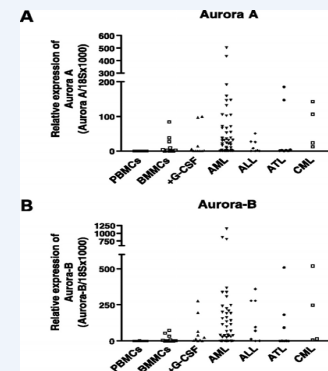 A
Aurora A
Relative expression of
Aurora A
(Aurora A/18Sx1000)
600
500
400
300
200
100
0
PBMCs
BMMCs
+G-CSF
AML
ALL
ATL
CML
B
Aurora-B
Relative expression of
Aurora-B
(Aurora-B/18Sx1000)
1250
1000
750
500
250
0
PBMCs
BMMCs
+G-CSF
AML
ALL
ATL
CML